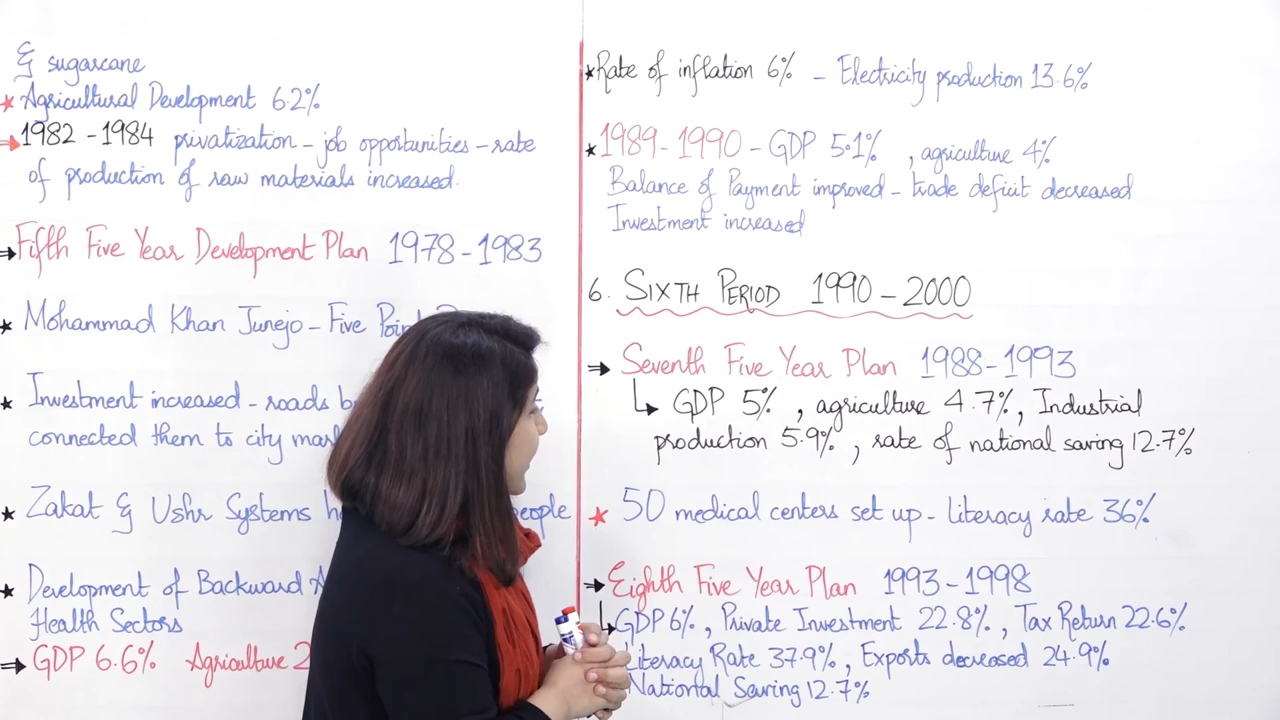 & sugarcane
★ Agricultural Development 6.2%
→ 1982 - 1984 privatization - job opportunities - rate
of production of raw materials increased.
→ Fifth Five Year Development Plan 1978 - 1983
★ Mohammad Khan Junejo - Five Point
★ Investment increased - roads
connected them to city
★ Zakat & Ushr Systems people
★ Development of Backward
Health Sectors
→ GDP 6.6% Agriculture 2
★ Rate of inflation 6% - Electricity production 13.6%
★ 1989 - 1990 - GDP 5.1%, agriculture 4%
Balance of Payment improved - trade deficit decreased
Investment increased
6. SIXTH PERIOD 1990 - 2000
→ Seventh Five Year Plan 1988 - 1993
↳ GDP 5%, agriculture 4.7%, Industrial
production 5.9%, rate of national saving 12.7%
★ 50 medical centers set up - Literacy rate 36%
→ Eighth Five Year Plan 1993 - 1998
↳ GDP 6%, Private Investment 22.8%, Tax Return 22.6%
Literacy Rate 37.9%, Exports decreased 24.9%
National Saving 12.7%